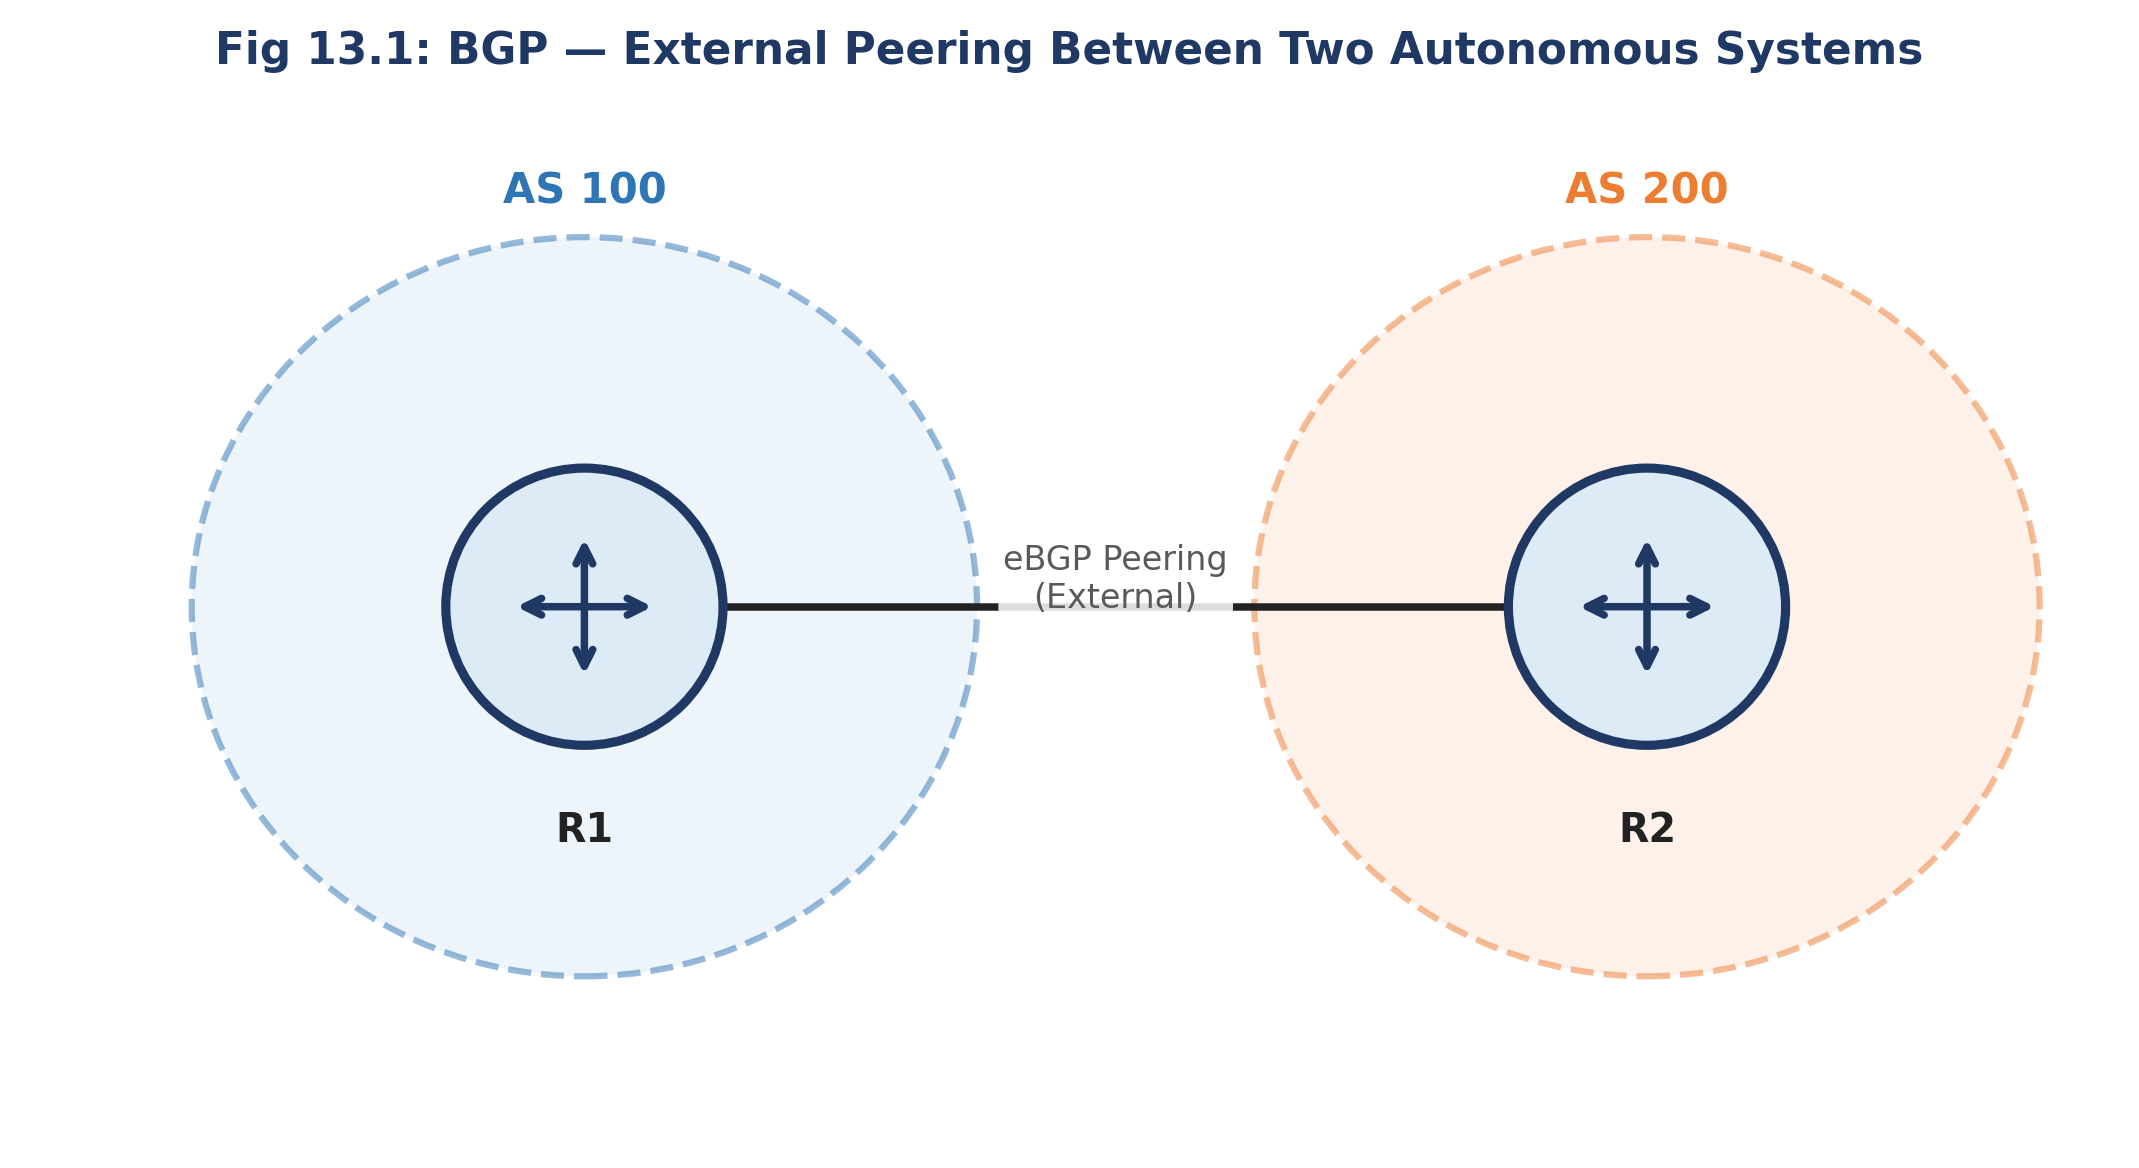 Fig 13.1: BGP — External Peering Between Two Autonomous Systems
AS 100
AS 200
eBGP Peering
(External)
R1
R2